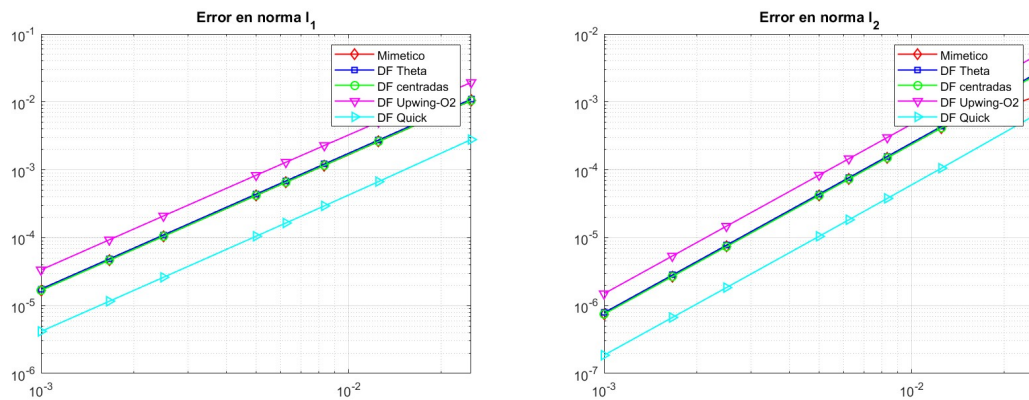 Error en norma l_1
10^-1
10^-2
10^-3
10^-4
10^-5
10^-6
10^-3
10^-2
Mimetico
DF Theta
DF centradas
DF Upwing-O2
DF Quick
Error en norma l_2
10^-2
10^-3
10^-4
10^-5
10^-6
10^-7
10^-3
10^-2
Mimetico
DF Theta
DF centradas
DF Upwing-O2
DF Quick